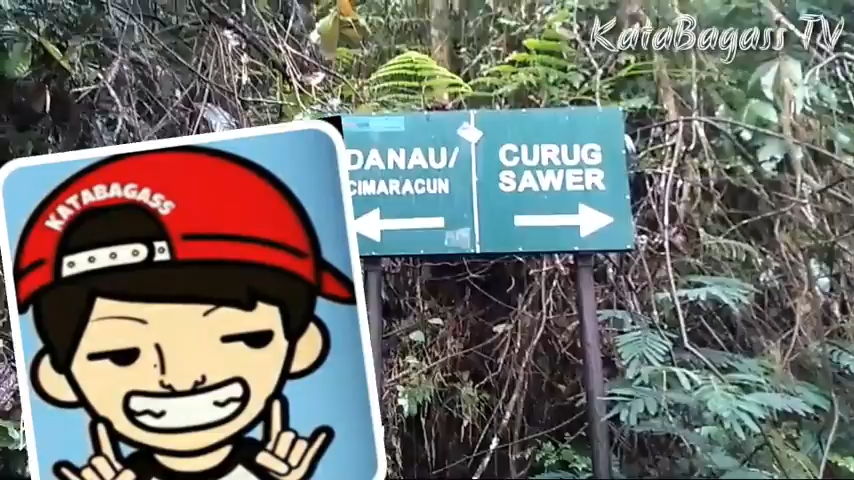 KataBagass TV
KATABAGASS
DANAU/
CIMARACUN
CURUG
SAWER